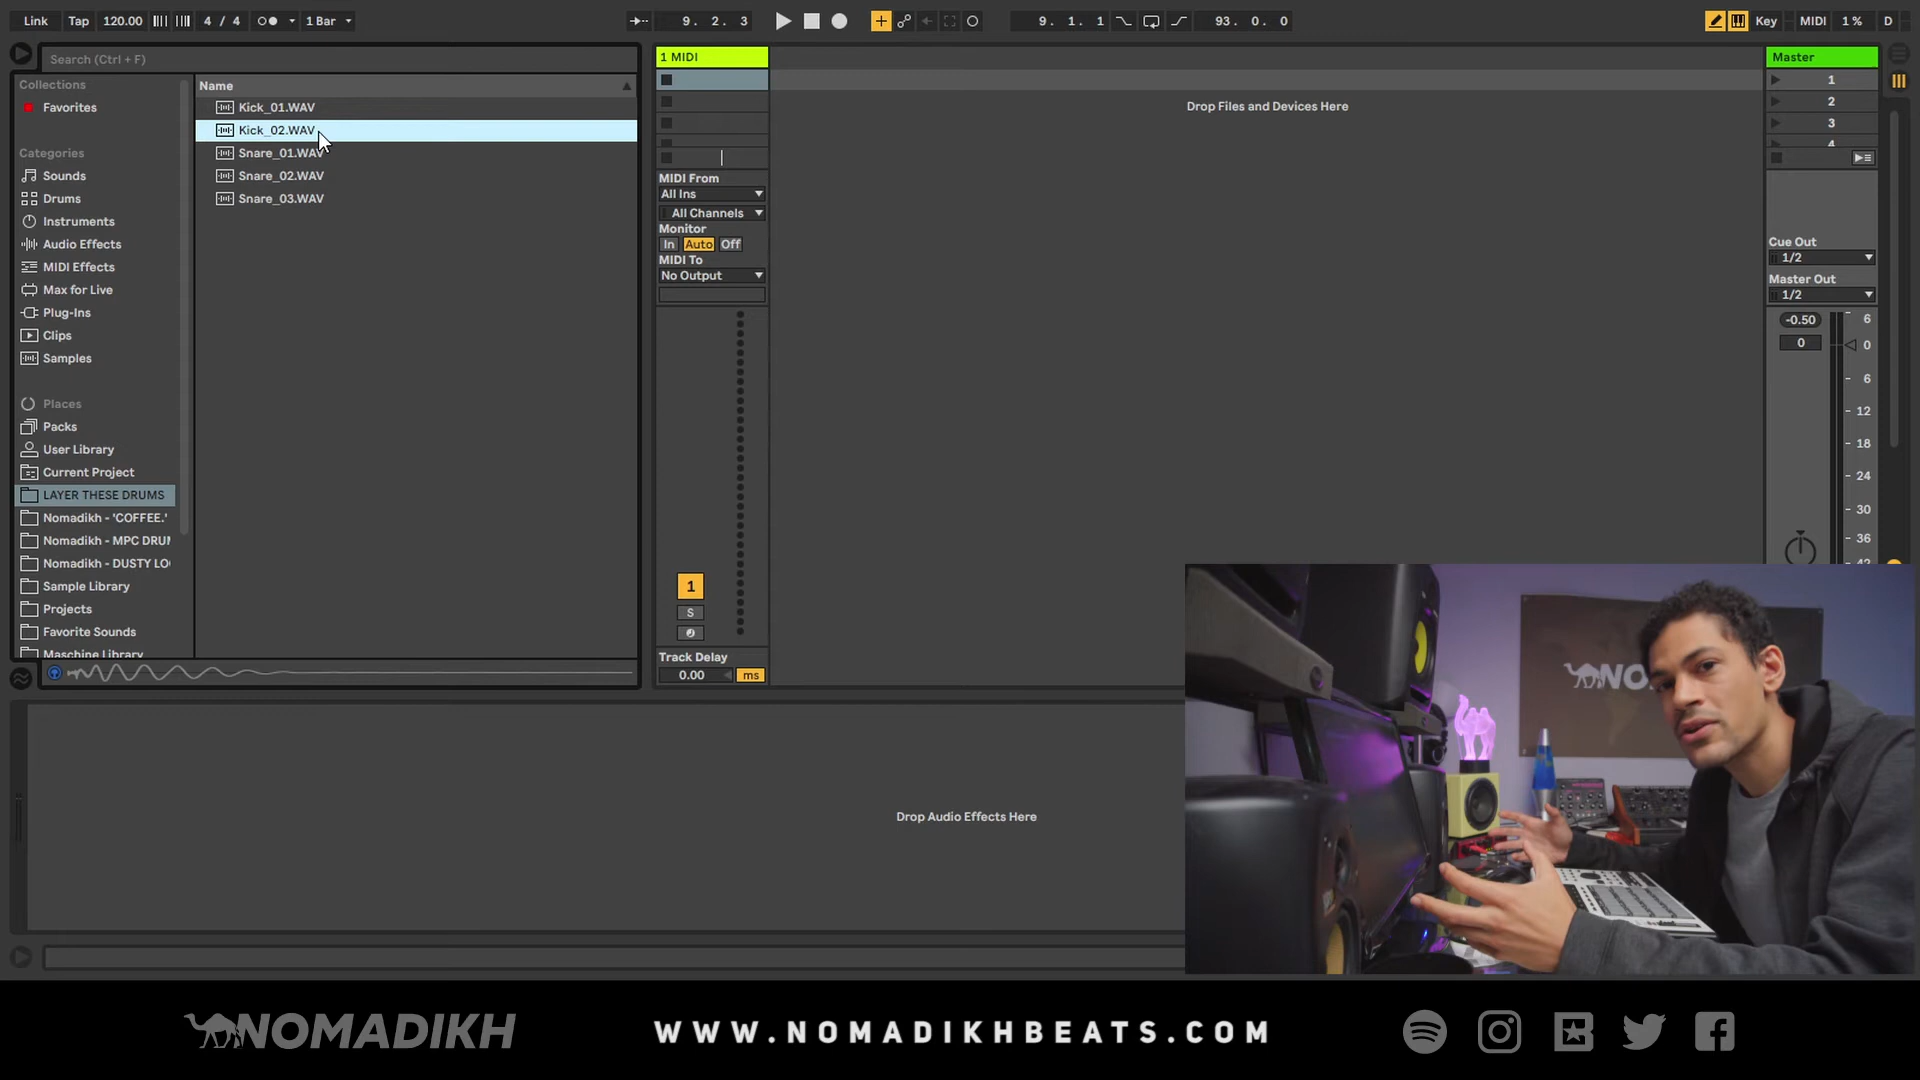 Link Tap 120.00 4 / 4 1 Bar 9. 2. 3 9. 1. 1 93. 0. 0 Key MIDI 1 % D
Search (Ctrl + F)
Collections
Favorites
Categories
Sounds
Drums
Instruments
Audio Effects
MIDI Effects
Max for Live
Plug-Ins
Clips
Samples
Places
Packs
User Library
Current Project
LAYER THESE DRUMS
Nomadikh - 'COFFEE.'
Nomadikh - MPC DRU
Nomadikh - DUSTY LO
Sample Library
Projects
Favorite Sounds
Maschine Library
Name
Kick_01.WAV
Kick_02.WAV
Snare_01.WAV
Snare_02.WAV
Snare_03.WAV
1 MIDI
MIDI From
All Ins
All Channels
Monitor
In Auto Off
MIDI To
No Output
1
S
Track Delay
0.00 ms
Drop Files and Devices Here
Master
1
2
3
4
Cue Out
1/2
Master Out
1/2
-0.50 6
0 0
6
12
18
24
30
36
42
Drop Audio Effects Here
NO
NOMADIKH WWW.NOMADIKHBEATS.COM